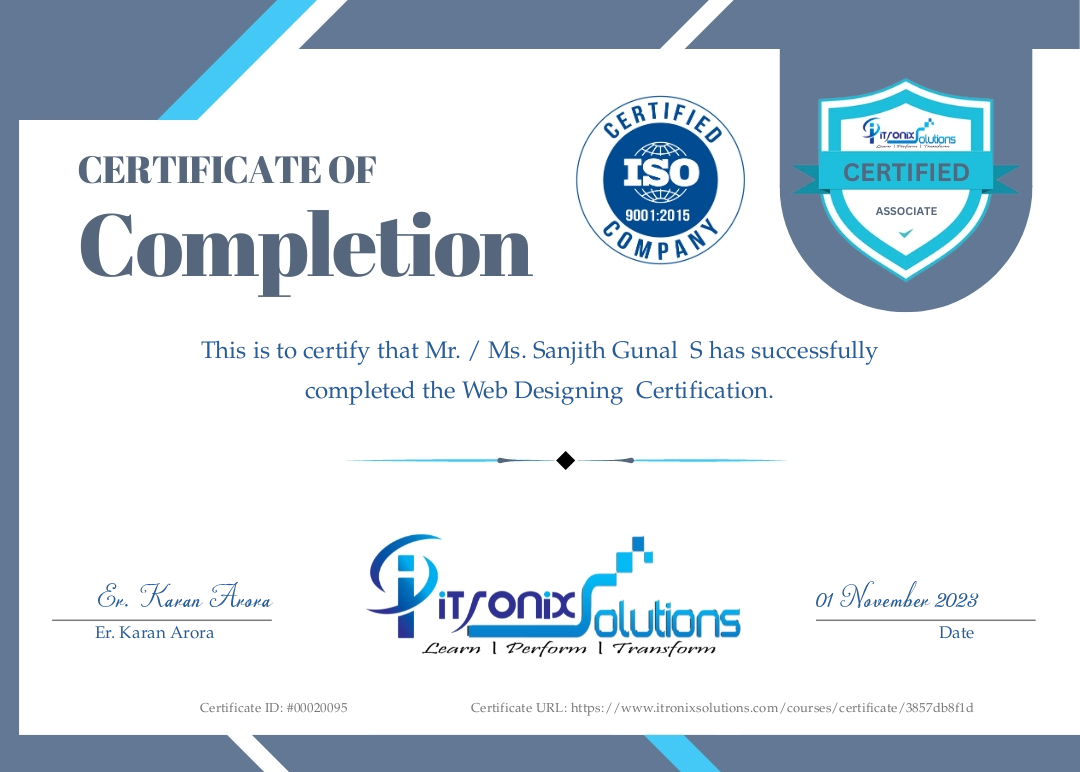 CERTIFICATE OF
Completion
CERTIFIED
ISO
9001:2015
COMPANY
itronix Solutions
Learn | Perform | Transform
CERTIFIED
ASSOCIATE
This is to certify that Mr. / Ms. Sanjith Gunal  S has successfully
completed the Web Designing  Certification.
Er. Karan Arora
Er. Karan Arora
itronix Solutions
Learn | Perform | Transform
01 November 2023
Date
Certificate ID: #00020095
Certificate URL: https://www.itronixsolutions.com/courses/certificate/3857db8f1d